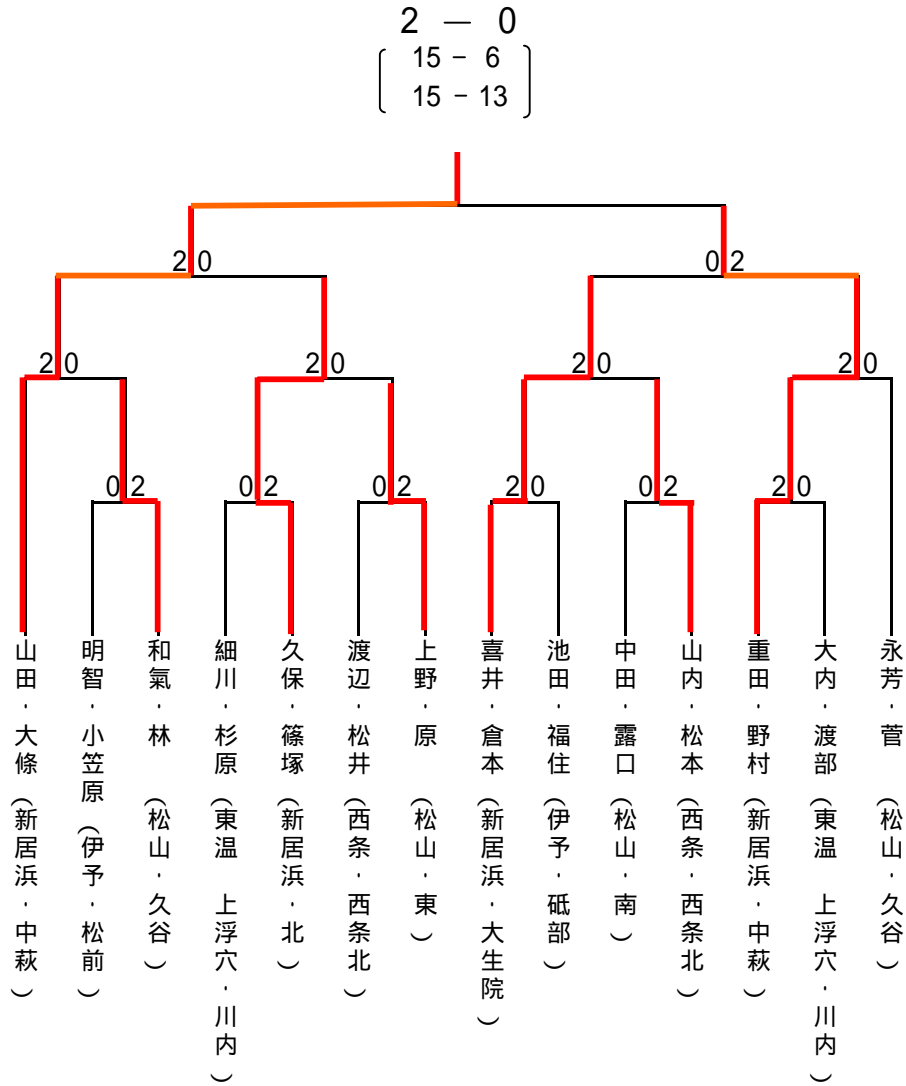 2 － 0
15 － 6
15 － 13
2 0
0 2
2 0
2 0
2 0
2 0
0 2
0 2
0 2
2 0
0 2
2 0
山田・大條（新居浜・中萩）
明智・小笠原（伊予・松前）
和氣・林（松山・久谷）
細川・杉原（東温　上浮穴・川内）
久保・篠塚（新居浜・北）
渡辺・松井（西条・西条北）
上野・原（松山・東）
喜井・倉本（新居浜・大生院）
池田・福住（伊予・砥部）
中田・露口（松山・南）
山内・松本（西条・西条北）
重田・野村（新居浜・中萩）
大内・渡部（東温　上浮穴・川内）
永芳・菅（松山・久谷）